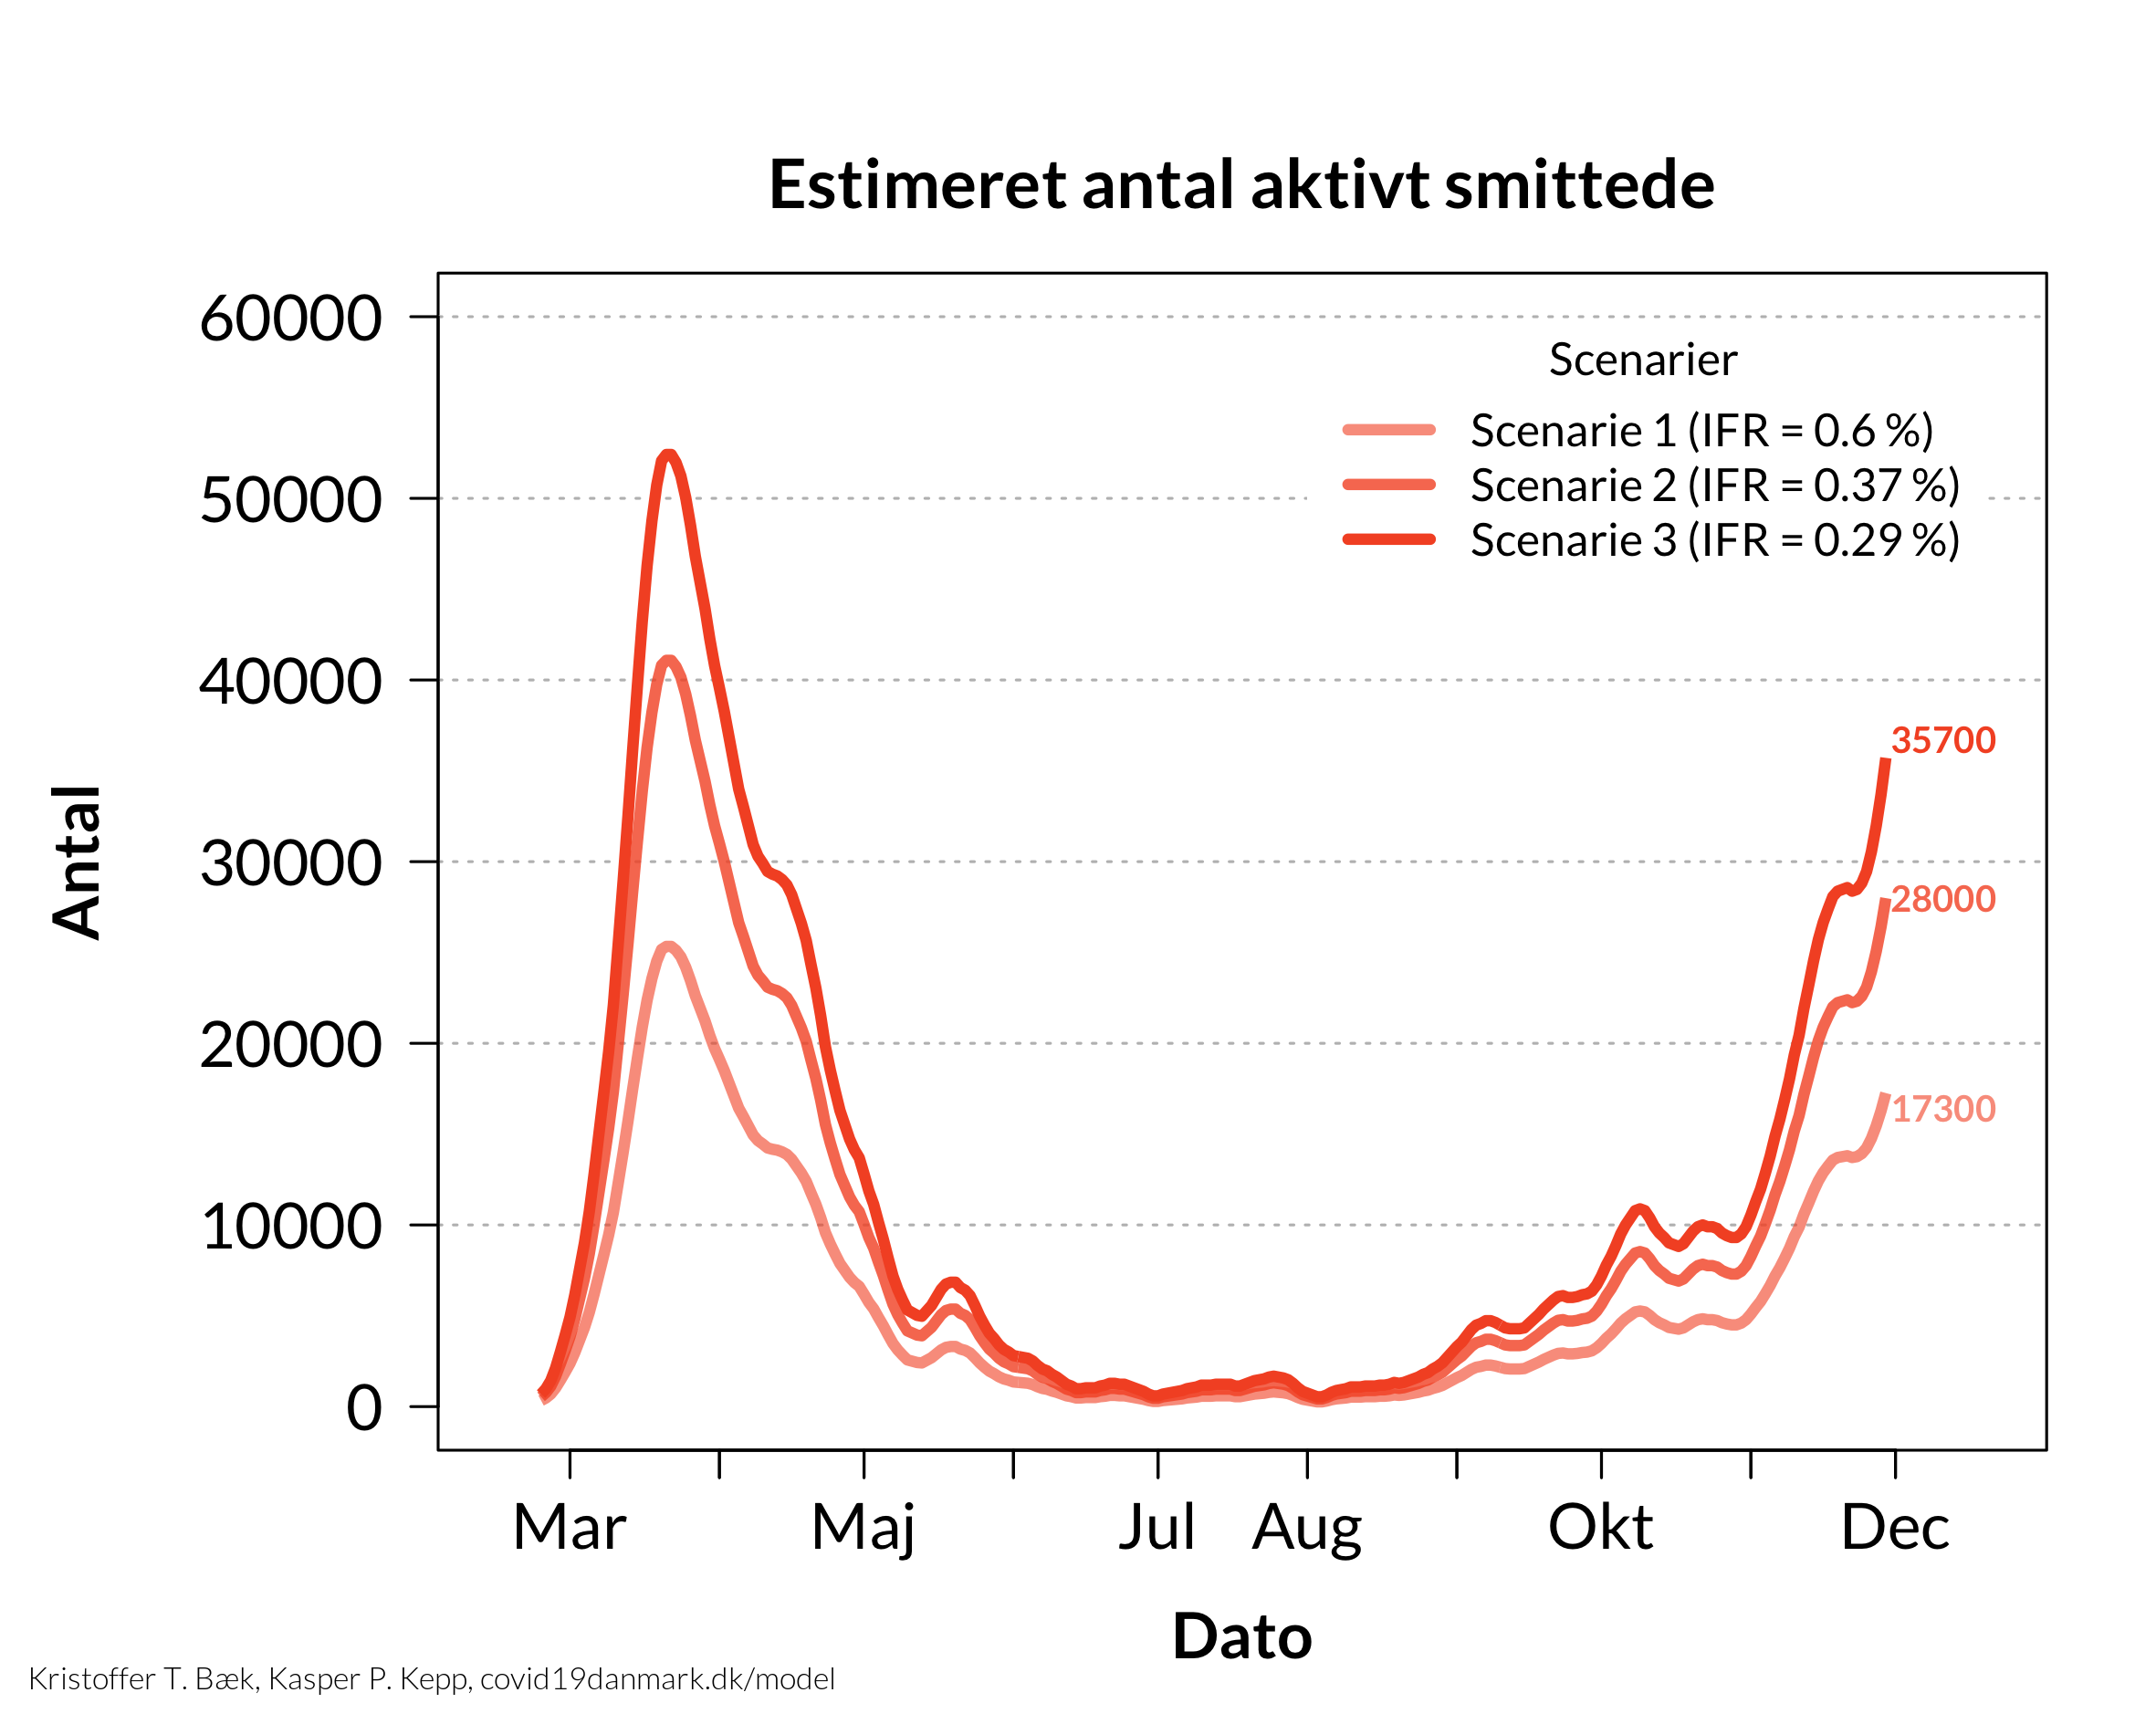 Estimeret antal aktivt smittede
60000
50000
40000
30000
20000
10000
0
Antal
Scenarier
Scenarie 1 (IFR = 0.6 %)
Scenarie 2 (IFR = 0.37 %)
Scenarie 3 (IFR = 0.29 %)
35700
28000
17300
Mar Maj Jul Aug Okt Dec
Dato
Kristoffer T. Bæk, Kasper P. Kepp, covid19danmark.dk/model